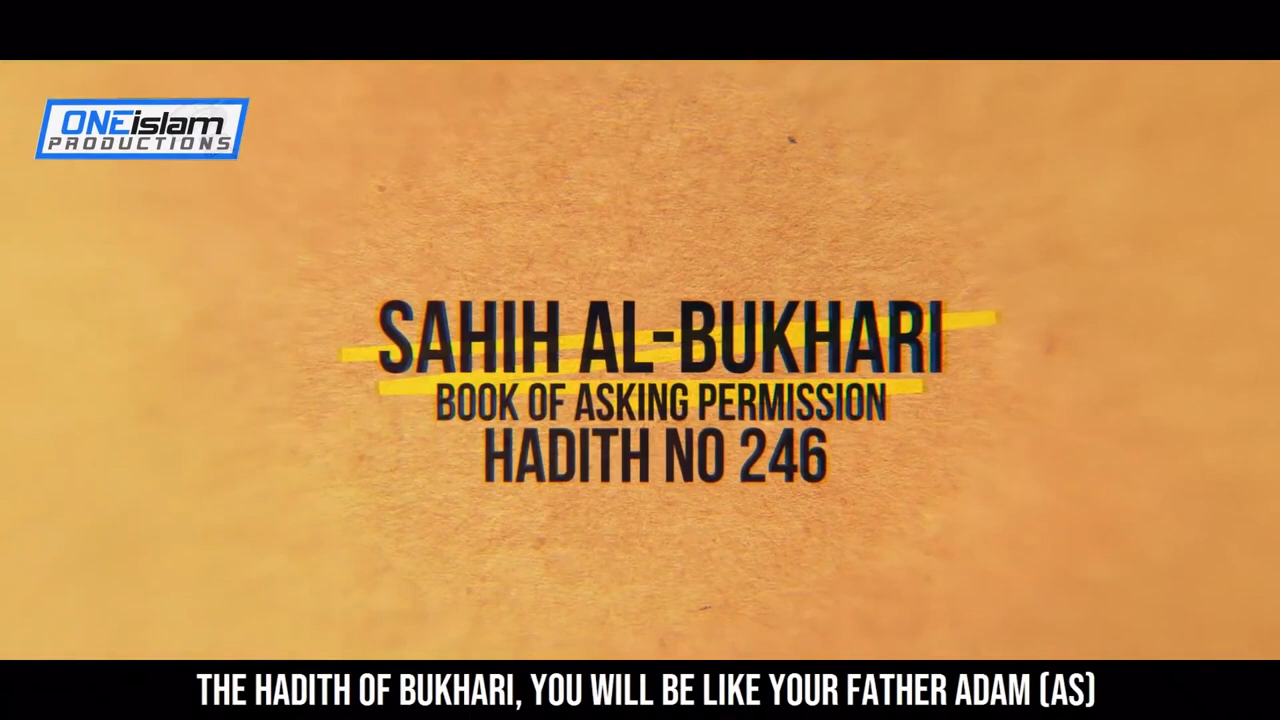 ONEislam
PRODUCTIONS
SAHIH AL-BUKHARI
BOOK OF ASKING PERMISSION
HADITH NO 246
THE HADITH OF BUKHARI, YOU WILL BE LIKE YOUR FATHER ADAM (AS)